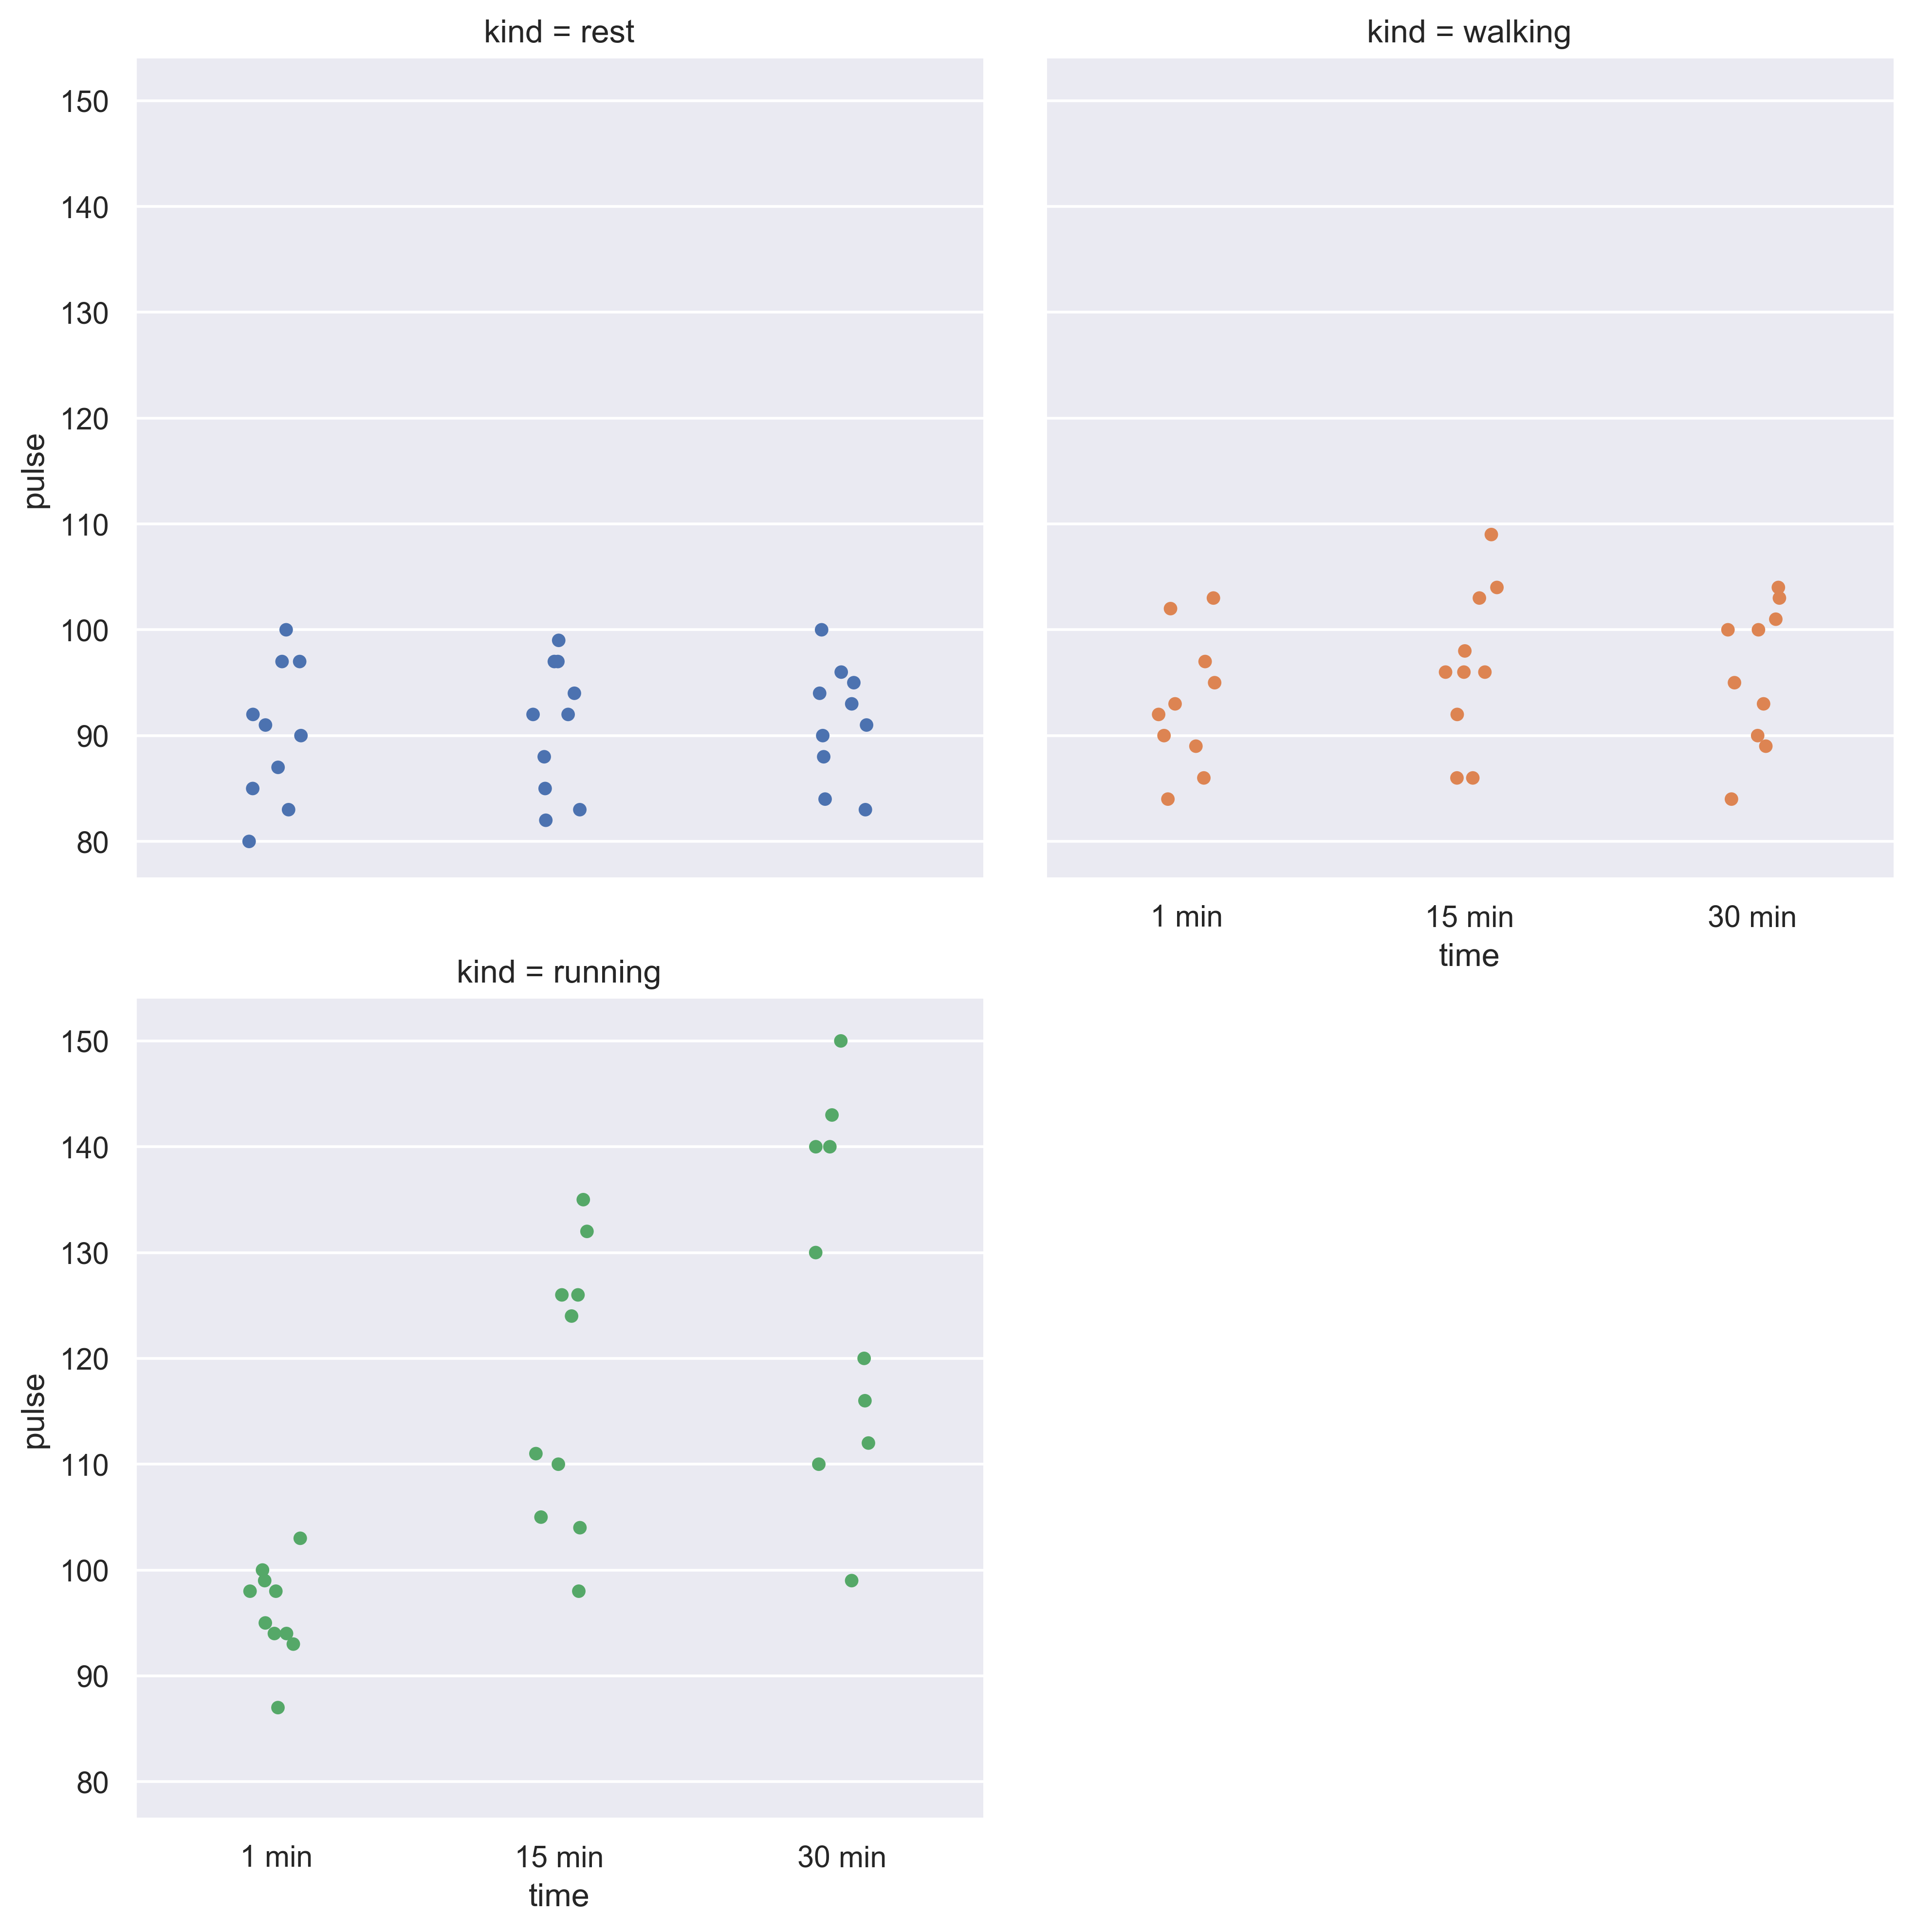 kind = rest
kind = walking
150
140
130
120
110
100
90
80
pulse
1 min 15 min 30 min
time
kind = running
150
140
130
120
110
100
90
80
pulse
1 min 15 min 30 min
time